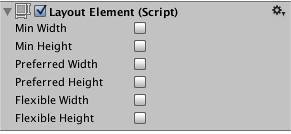 Layout Element (Script)
Min Width
Min Height
Preferred Width
Preferred Height
Flexible Width
Flexible Height